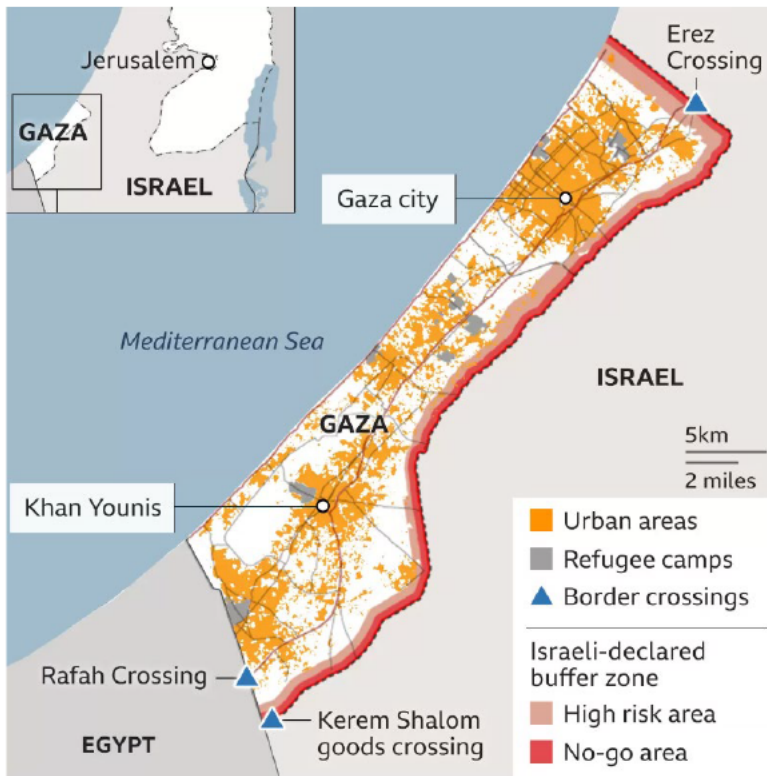 Jerusalem
GAZA
ISRAEL
Erez
Crossing
Gaza city
Mediterranean Sea
ISRAEL
GAZA
5km
2 miles
Khan Younis
Urban areas
Refugee camps
Border crossings
Israeli-declared
buffer zone
High risk area
No-go area
Rafah Crossing
Kerem Shalom
goods crossing
EGYPT